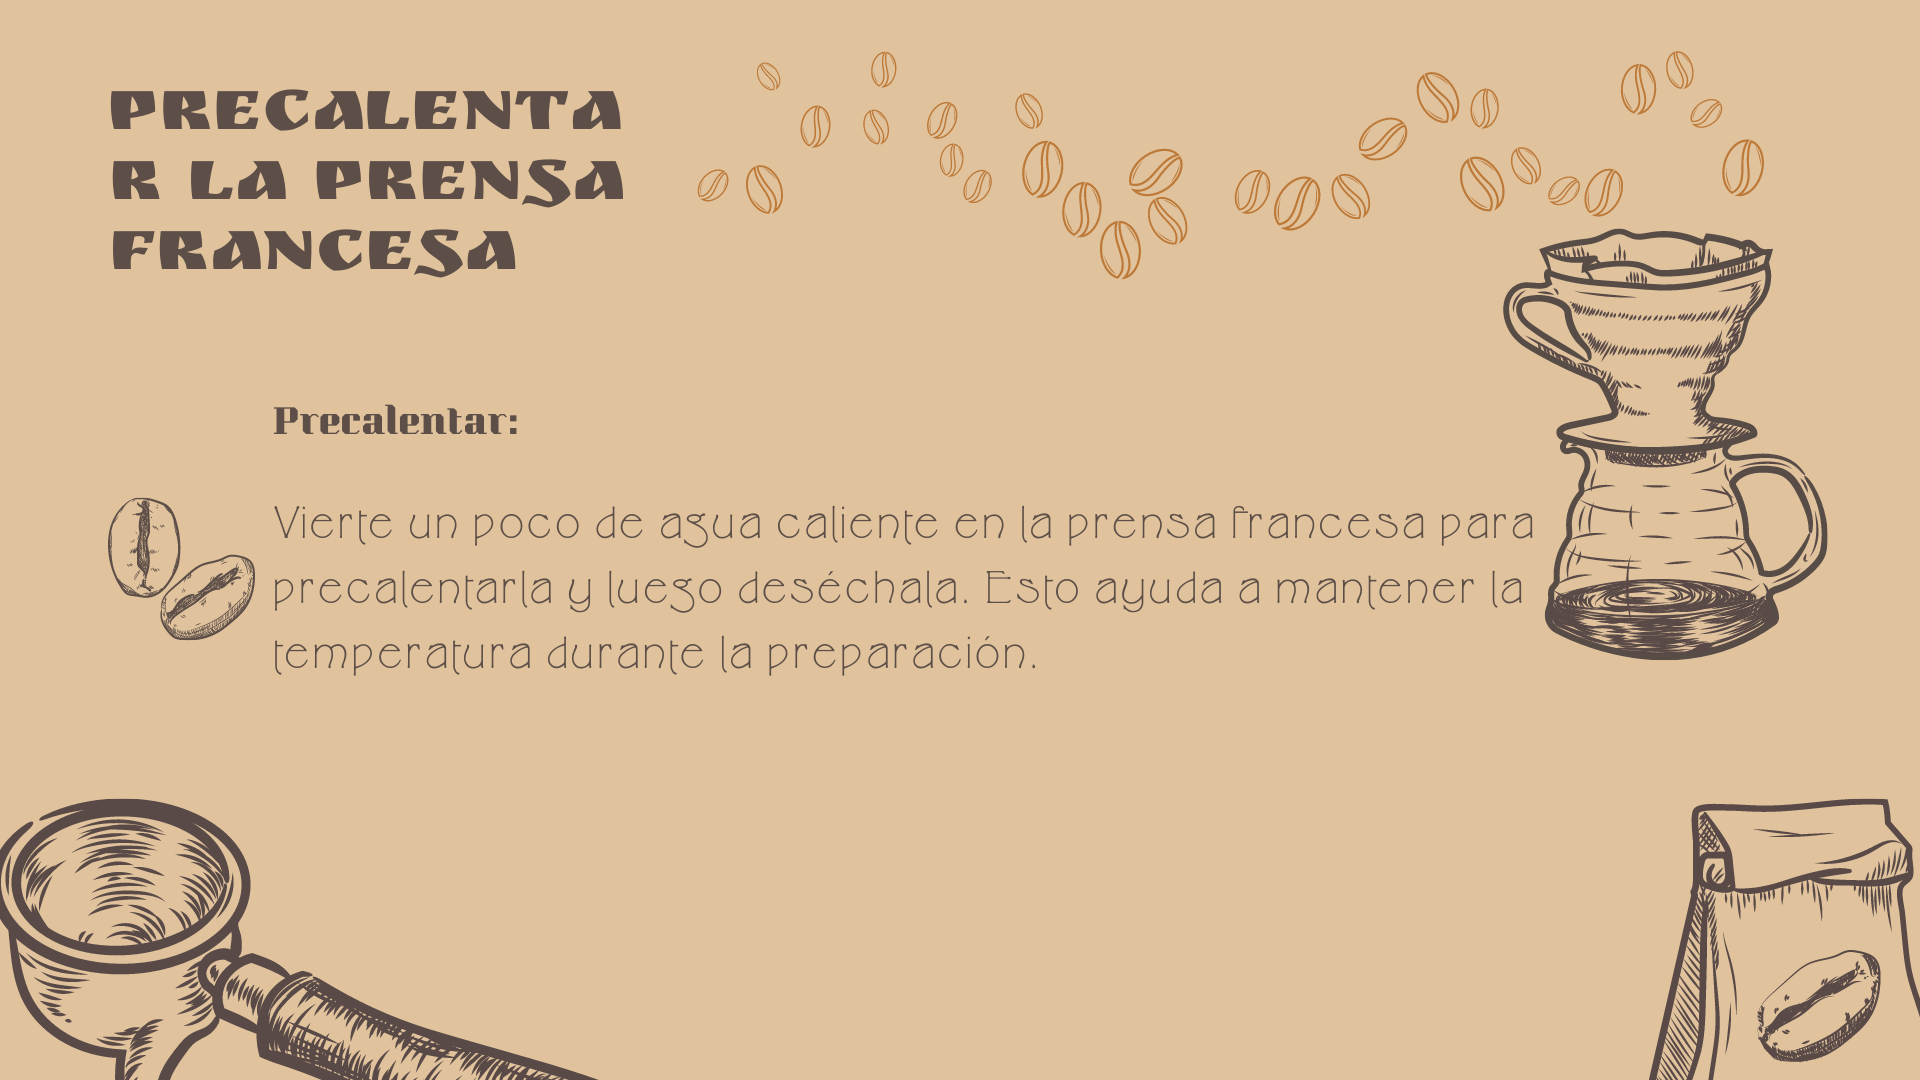 PRECALENTA
R LA PRENSA
FRANCESA
Precalentar:
Vierte un poco de agua caliente en la prensa francesa para
precalentarla y luego deséchala. Esto ayuda a mantener la
temperatura durante la preparación.